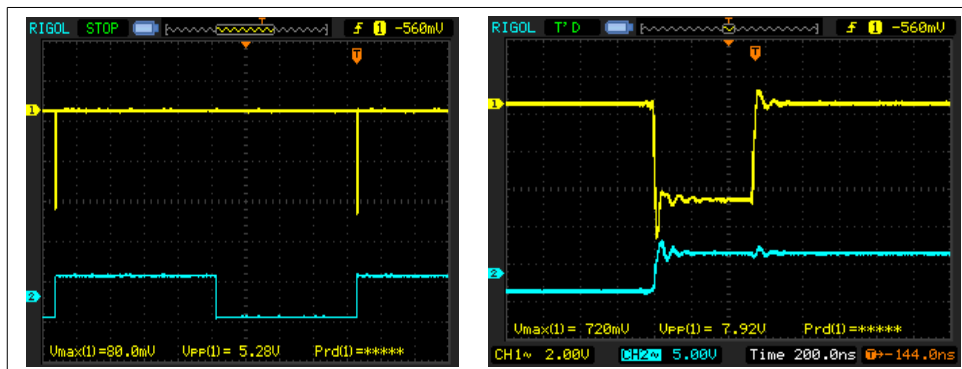 RIGOL STOP T 1 -560mV
T
1
2
Vmax(1)=80.0mV Vpp(1)= 5.28V Prd(1)=*****
RIGOL T'D 1 -560mV
T
1
2
Vmax(1)= 720mV Vpp(1)= 7.92V Prd(1)=*****
CH1~ 2.00V CH2~ 5.00V Time 200.0ns T→-144.0ns